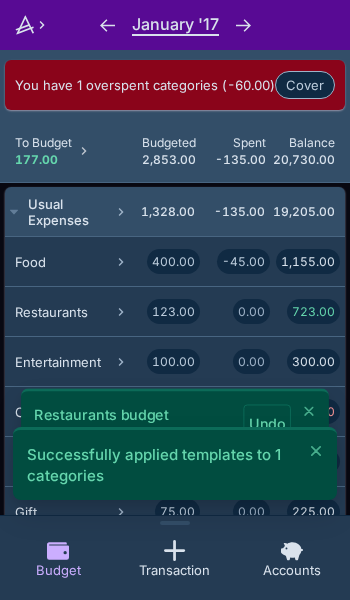 January '17
You have 1 overspent categories (-60.00) Cover
To Budget Budgeted Spent Balance
177.00 2,853.00 -135.00 20,730.00
Usual
Expenses 1,328.00 -135.00 19,205.00
Food 400.00 -45.00 1,155.00
Restaurants 123.00 0.00 723.00
Entertainment 100.00 0.00 300.00
Restaurants budget Undo
Successfully applied templates to 1
categories
Gift 75.00 0.00 225.00
Budget Transaction Accounts